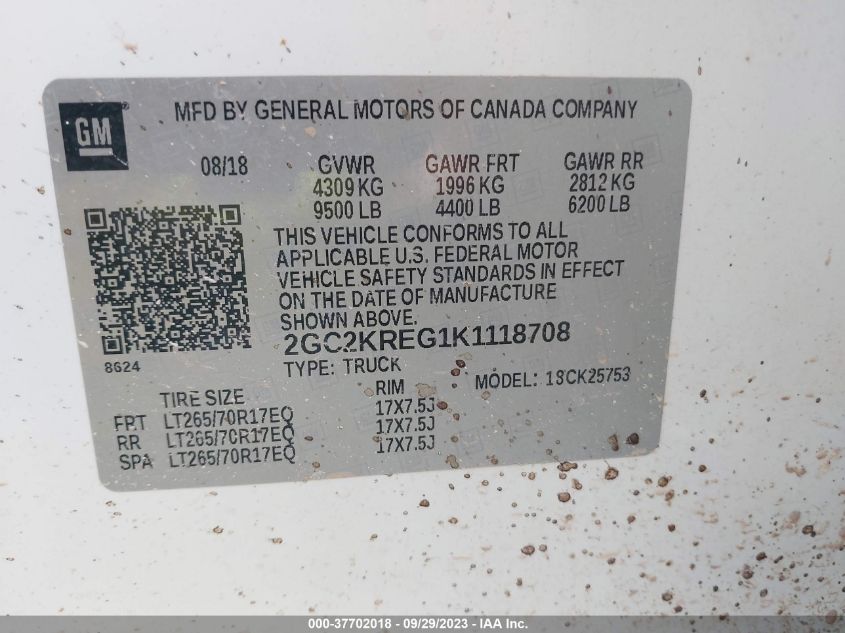 GM
MFD BY GENERAL MOTORS OF CANADA COMPANY
08/18 GVWR GAWR FRT GAWR RR
4309 KG 1996 KG 2812 KG
9500 LB 4400 LB 6200 LB
THIS VEHICLE CONFORMS TO ALL
APPLICABLE U.S. FEDERAL MOTOR
VEHICLE SAFETY STANDARDS IN EFFECT
ON THE DATE OF MANUFACTURE
SHOWN ABOVE.
8G24
2GC2KREG1K1118708
TYPE: TRUCK MODEL: 18CK25753
TIRE SIZE RIM
FRT LT265/70R17EQ 17X7.5J
RR LT265/70R17EQ 17X7.5J
SPA LT265/70R17EQ 17X7.5J
000-37702018 - 09/29/2023 - IAA Inc.